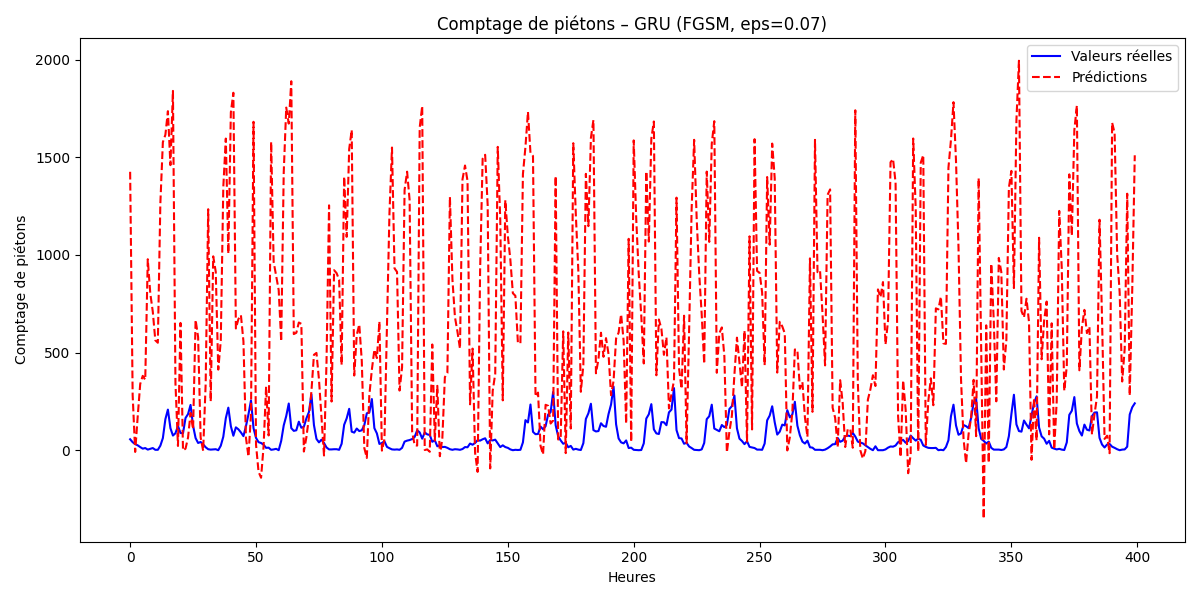 Comptage de piétons – GRU (FGSM, eps=0.07)
Valeurs réelles
Prédictions
Comptage de piétons
2000
1500
1000
500
0
0 50 100 150 200 250 300 350 400
Heures